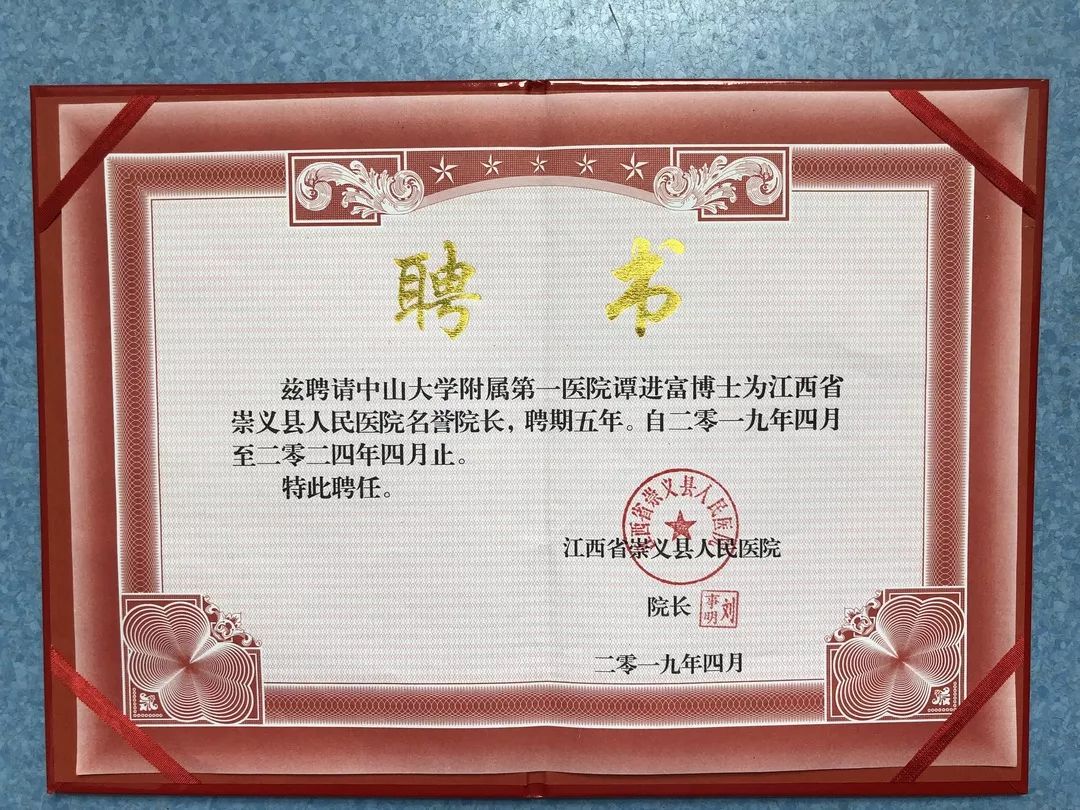 聘 书
兹聘请中山大学附属第一医院谭进富博士为江西省
崇义县人民医院名誉院长，聘期五年。自二零一九年四月
至二零二四年四月止。
特此聘任。
江西省崇义县人民医院
江西省崇义县人民医院
院长 刘事明
二零一九年四月